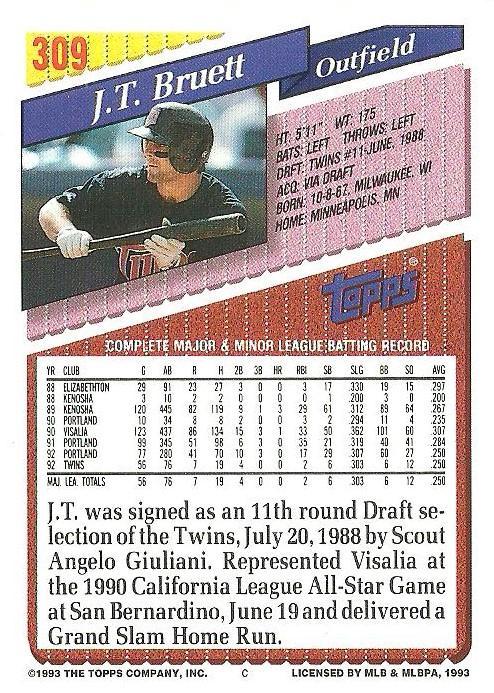 309
J.T. Bruett
Outfield
HT: 5'11" WT: 175
BATS: LEFT THROWS: LEFT
DRFT: TWINS #11-JUNE, 1988
ACQ: VIA DRAFT
BORN: 10-8-67, MILWAUKEE, WI
HOME: MINNEAPOLIS, MN
TOPPS®
COMPLETE MAJOR & MINOR LEAGUE BATTING RECORD
YR CLUB G AB R H 2B 3B HR RBI SB SLG BB SO AVG
88 ELIZABETHTON 29 91 23 27 3 0 0 3 17 .330 19 15 .297
88 KENOSHA 3 10 2 2 0 0 0 0 1 .200 3 0 .200
89 KENOSHA 120 445 82 119 9 1 3 29 61 .312 89 64 .267
90 PORTLAND 10 34 8 8 2 0 0 3 2 .294 11 4 .235
90 VISALIA 123 437 86 134 15 3 1 33 50 .362 101 60 .307
91 PORTLAND 99 345 51 98 6 3 0 35 21 .319 40 41 .284
92 PORTLAND 77 280 41 70 10 3 0 17 29 .307 60 27 .250
92 TWINS 56 76 7 19 4 0 0 2 6 .303 6 12 .250
MAJ. LEA. TOTALS 56 76 7 19 4 0 0 2 6 .303 6 12 .250
J.T. was signed as an 11th round Draft se-
lection of the Twins, July 20, 1988 by Scout
Angelo Giuliani. Represented Visalia at
the 1990 California League All-Star Game
at San Bernardino, June 19 and delivered a
Grand Slam Home Run.
©1993 THE TOPPS COMPANY, INC. C LICENSED BY MLB & MLBPA, 1993